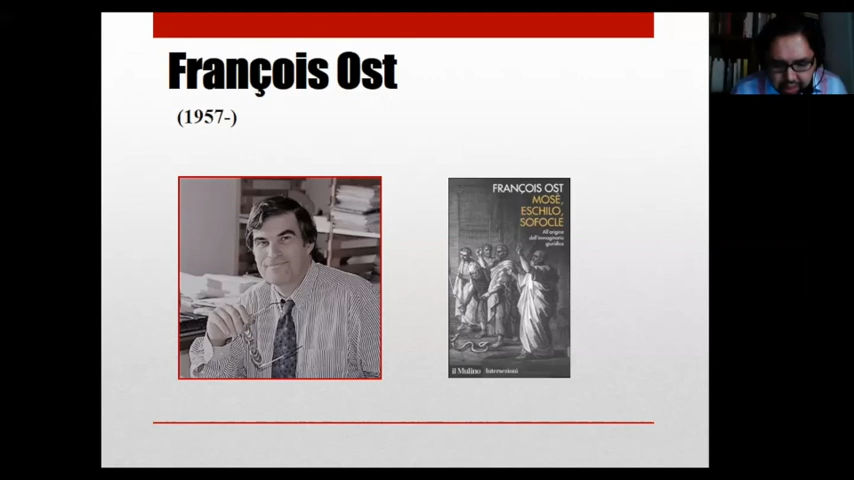 François Ost
(1957-)
FRANÇOIS OST
MOSÈ,
ESCHILO,
SOFOCLE
All'origine
dell'immaginario
giuridico
il Mulino Intersezioni